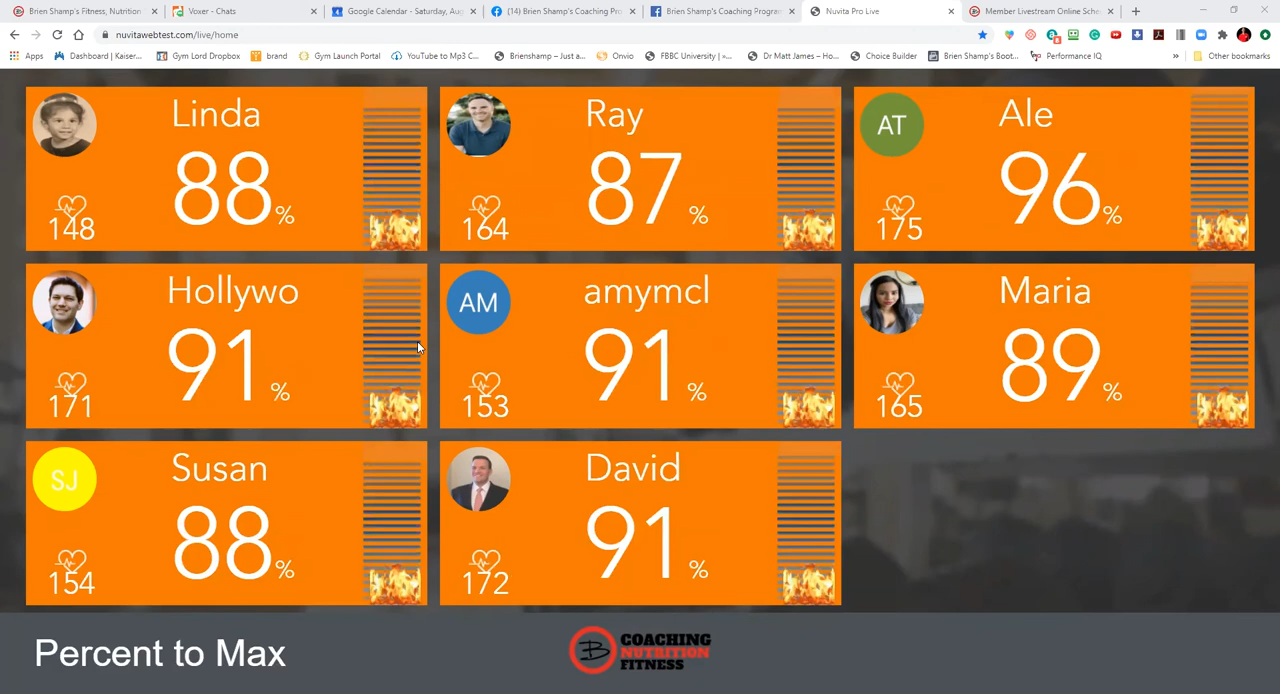 Brien Shamp's Fitness, Nutrition
Voxer - Chats
Google Calendar - Saturday, Aug
(14) Brien Shamp's Coaching Pro
Brien Shamp's Coaching Program
Nuvita Pro Live
Member Livestream Online Sche
nuvitawebtest.com/live/home
Apps
Dashboard | Kaiser...
Gym Lord Dropbox
brand
Gym Launch Portal
YouTube to Mp3 C...
Brienshamp – Just a...
Onvio
FBBC University | »...
Dr Matt James – Ho...
Choice Builder
Brien Shamp's Boot...
Performance IQ
»
Other bookmarks
Linda
88 %
148
Ray
87 %
164
AT
Ale
96 %
175
Hollywo
91 %
171
AM
amymcl
91 %
153
Maria
89 %
165
SJ
Susan
88 %
154
David
91 %
172
Percent to Max
B
COACHING
NUTRITION
FITNESS